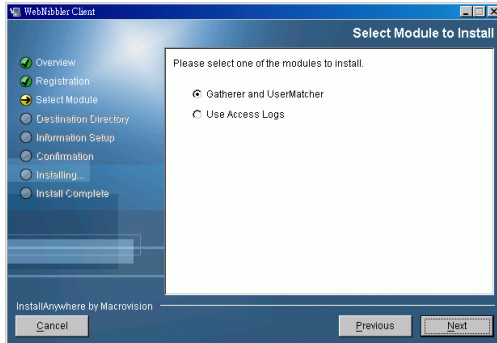 WebNibbler Client
Select Module to Install
Overview
Registration
Select Module
Destination Directory
Information Setup
Confirmation
Installing...
Install Complete
Please select one of the modules to install.
Gatherer and UserMatcher
Use Access Logs
InstallAnywhere by Macrovision
Cancel
Previous
Next